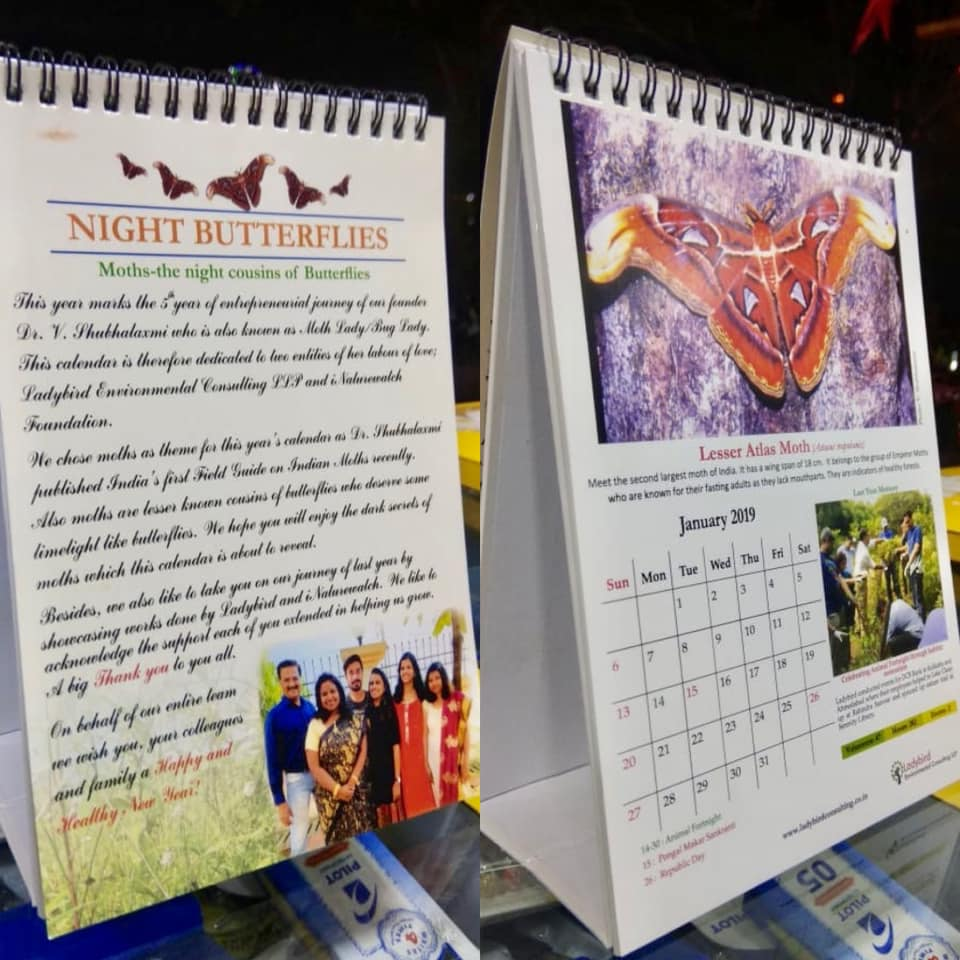 NIGHT BUTTERFLIES
Moths-the night cousins of Butterflies
This year marks the 5th year of entrepreneurial journey of our founder
Dr. V. Shubhalaxmi who is also known as Moth Lady/Bug Lady.
This calendar is therefore dedicated to two entities of her labour of love;
Ladybird Environmental Consulting LLP and iNaturewatch
Foundation.
We chose moths as theme for this year's calendar as Dr. Shubhalaxmi
published India's first Field Guide on Indian Moths recently.
Also moths are lesser known cousins of butterflies who deserve some
limelight like butterflies. We hope you will enjoy the dark secrets of
moths which this calendar is about to reveal.
Besides, we also like to take you on our journey of last year by
showcasing works done by Ladybird and iNaturewatch. We like to
acknowledge the support each of you extended in helping us grow.
A big Thank you to you all.
On behalf of our entire team
we wish you, your colleagues
and family a Happy and
Healthy New Year!
PILOT
Lesser Atlas Moth
Meet the second largest moth of India. It has a wing span of 18 cm. It belongs to the group of Emperor Moths
who are known for their fasting adults as they lack mouthparts. They are indicators of healthy forests.
Last Year Memory
January 2019
Sun Mon Tue Wed Thu Fri Sat
1 2 3 4 5
6 7 8 9 10 11 12
13 14 15 16 17 18 19
20 21 22 23 24 25 26
27 28 29 30 31
14-30 : Animal Fortnight
15 : Pongal Makar Sankranti
26 : Republic Day
Celebrating Animal Fortnight through habitat
Ladybird conducted events for DCB Bank at Kolkata and
Ladybird
Environmental Consulting LLP
www.ladybirdconsulting.co.in
05
PILOT